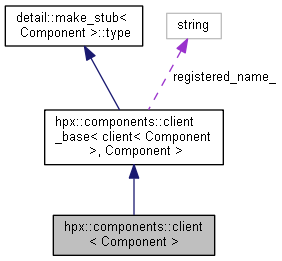 detail::make_stub<
Component >::type
string
registered_name_
hpx::components::client
_base< client< Component
>, Component >
hpx::components::client
< Component >